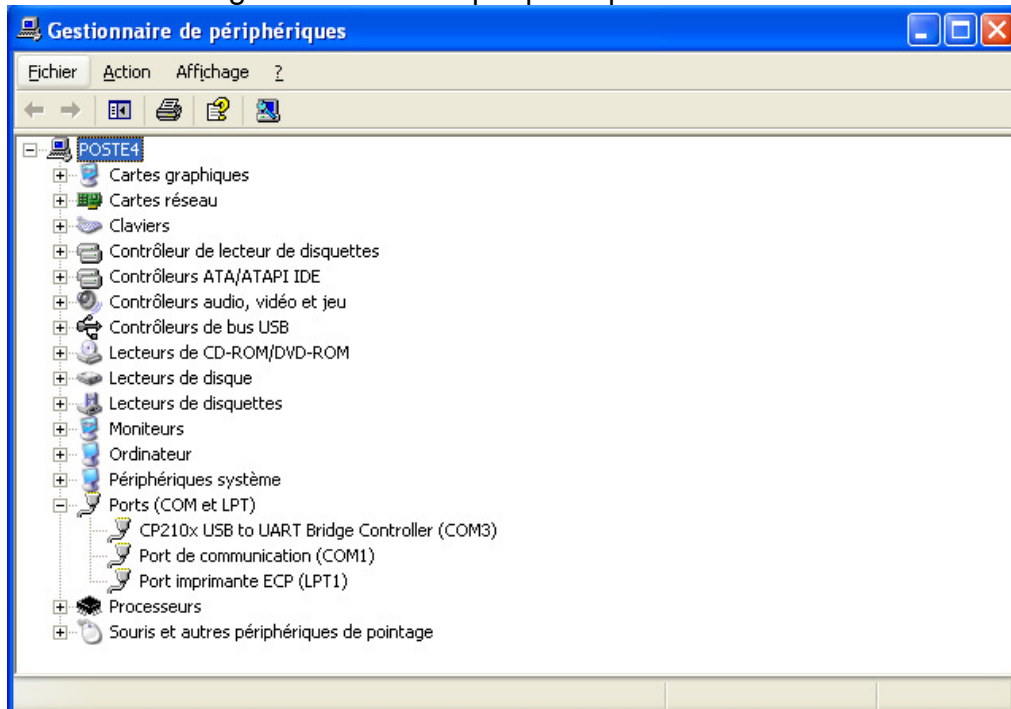 Gestionnaire de périphériques
Fichier Action Affichage ?
POSTE4
Cartes graphiques
Cartes réseau
Claviers
Contrôleur de lecteur de disquettes
Contrôleurs ATA/ATAPI IDE
Contrôleurs audio, vidéo et jeu
Contrôleurs de bus USB
Lecteurs de CD-ROM/DVD-ROM
Lecteurs de disque
Lecteurs de disquettes
Moniteurs
Ordinateur
Périphériques système
Ports (COM et LPT)
CP210x USB to UART Bridge Controller (COM3)
Port de communication (COM1)
Port imprimante ECP (LPT1)
Processeurs
Souris et autres périphériques de pointage